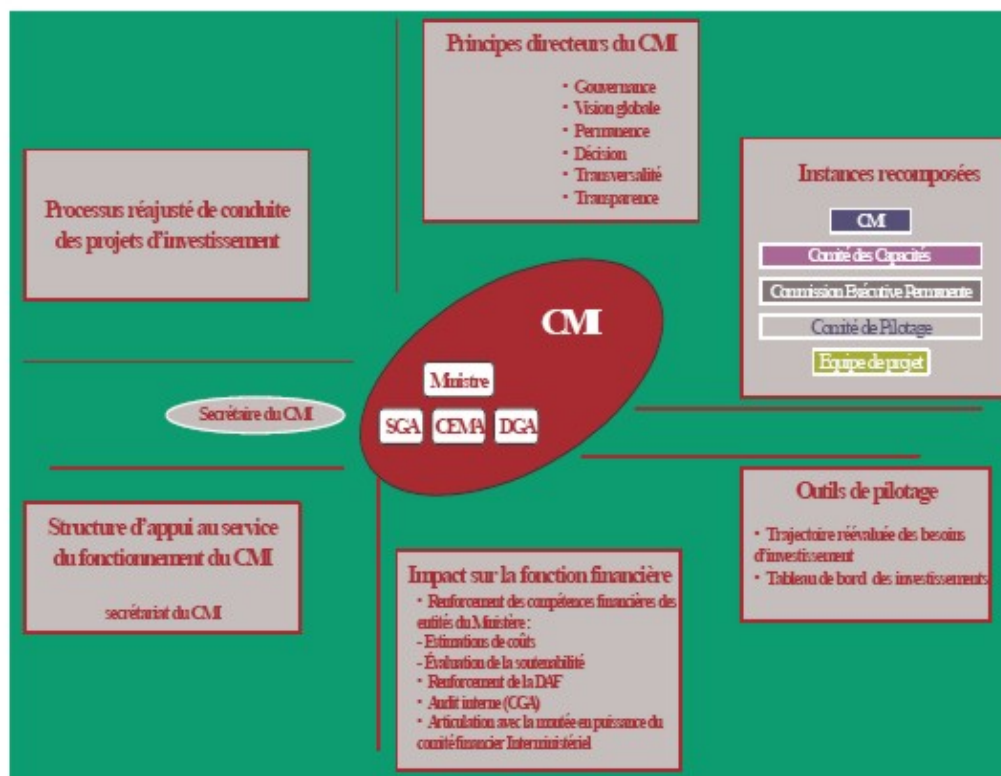 Principes directeurs du CMI
• Gouvernance
• Vision globale
• Permanence
• Décision
• Transversalité
• Transparence
Processus réajusté de conduite
des projets d'investissement
Instances recomposées
CMI
Comité des Capacités
Commission Exécutive Permanente
Comité de Pilotage
Equipe de projet
CMI
Ministre
SGA CEMA DGA
Secrétaire du CMI
Structure d'appui au service
du fonctionnement du CMI
secrétariat du CMI
Impact sur la fonction financière
• Renforcement des compétences financières des
entités du Ministère :
- Estimations de coûts
- Évaluation de la soutenabilité
• Renforcement de la DAF
• Audit interne (CGA)
• Articulation avec la montée en puissance du
comité financier Interministériel
Outils de pilotage
• Trajectoire réévaluée des besoins
d'investissement
• Tableau de bord des investissements